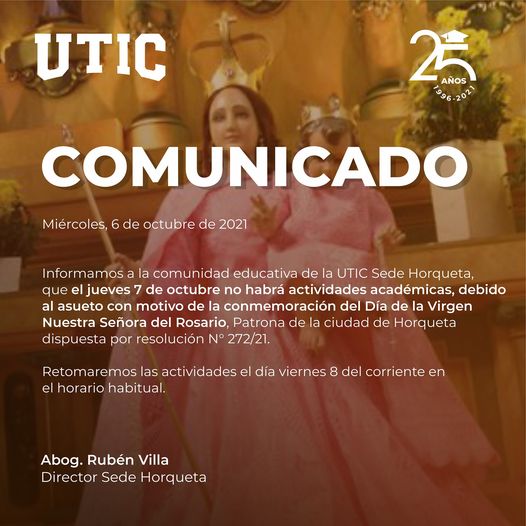 UTIC
25
AÑOS
1996-2021
COMUNICADO
Miércoles, 6 de octubre de 2021
Informamos a la comunidad educativa de la UTIC Sede Horqueta,
que el jueves 7 de octubre no habrá actividades académicas, debido
al asueto con motivo de la conmemoración del Día de la Virgen
Nuestra Señora del Rosario, Patrona de la ciudad de Horqueta
dispuesta por resolución N° 272/21.
Retomaremos las actividades el día viernes 8 del corriente en
el horario habitual.
Abog. Rubén Villa
Director Sede Horqueta